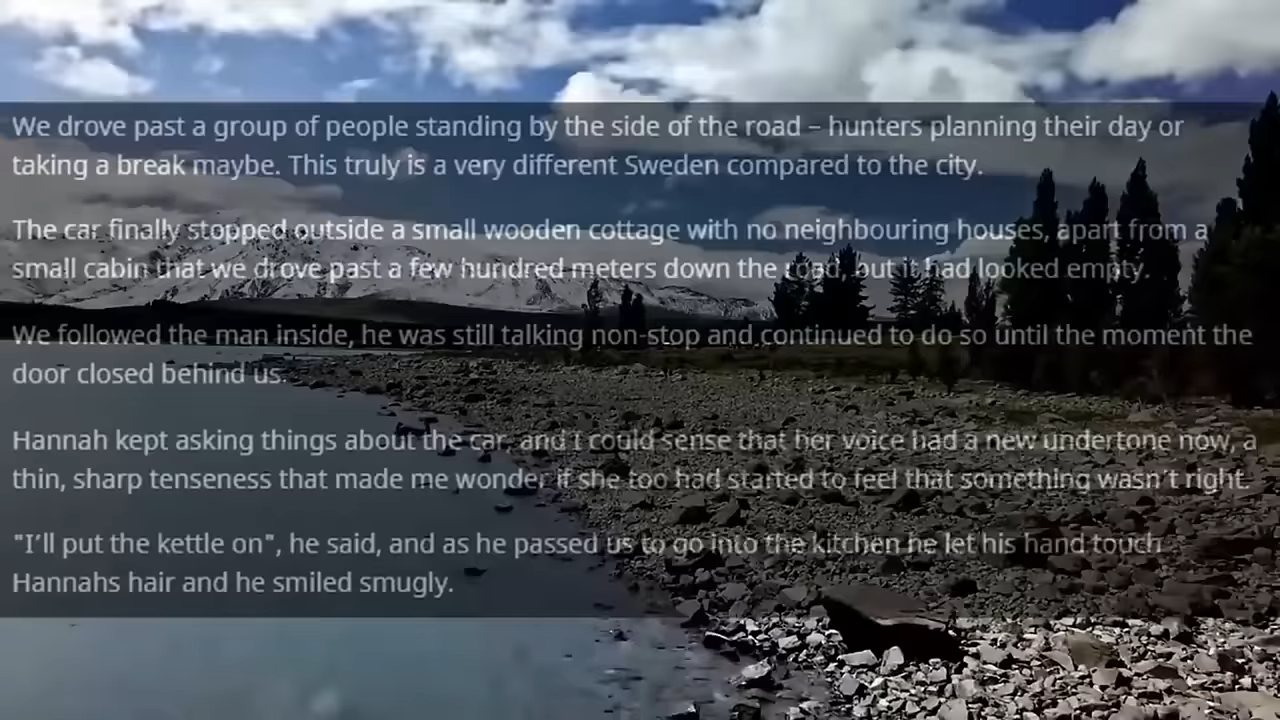 We drove past a group of people standing by the side of the road – hunters planning their day or
taking a break maybe. This truly is a very different Sweden compared to the city.
The car finally stopped outside a small wooden cottage with no neighbouring houses, apart from a
small cabin that we drove past a few hundred meters down the road, but it had looked empty.
We followed the man inside, he was still talking non-stop and continued to do so until the moment the
door closed behind us.
Hannah kept asking things about the car, and I could sense that her voice had a new undertone now, a
thin, sharp tenseness that made me wonder if she too had started to feel that something wasn’t right.
"I’ll put the kettle on", he said, and as he passed us to go into the kitchen he let his hand touch
Hannahs hair and he smiled smugly.